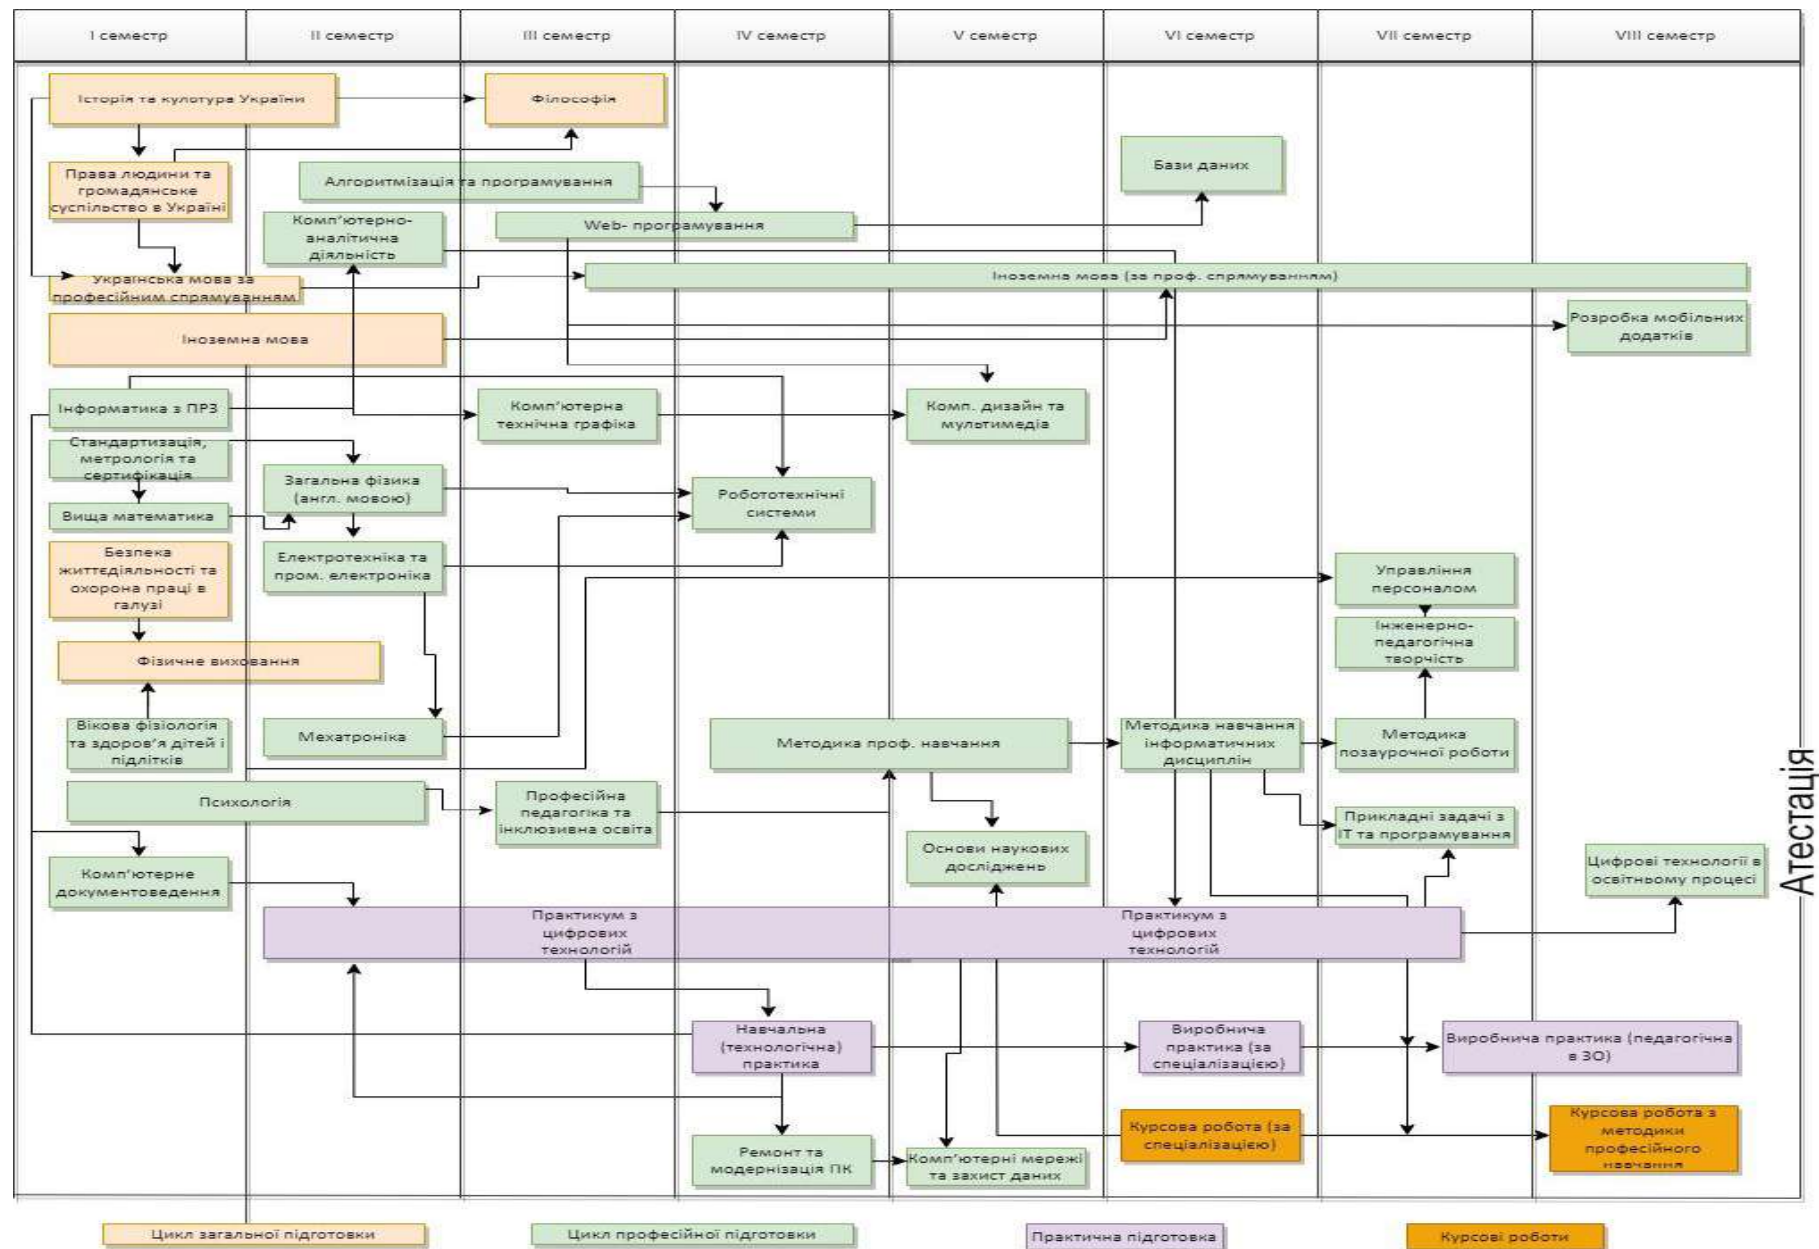 I семестр
II семестр
III семестр
IV семестр
V семестр
VI семестр
VII семестр
VIII семестр
Історія та культура України
Філософія
Права людини та
громадянське
суспільство в Україні
Алгоритмізація та програмування
Бази даних
Комп'ютерно-
аналітична
діяльність
Web- програмування
Українська мова за
професійним спрямуванням
Іноземна мова (за проф. спрямуванням)
Іноземна мова
Розробка мобільних
додатків
Інформатика з ПРЗ
Комп'ютерна
технічна графіка
Комп. дизайн та
мультимедіа
Стандартизація,
метрологія та
сертифікація
Загальна фізика
(англ. мовою)
Робототехнічні
системи
Вища математика
Безпека
життєдіяльності та
охорона праці в
галузі
Електротехніка та
пром. електроніка
Управління
персоналом
Інженерно-
педагогічна
творчість
Фізичне виховання
Вікова фізіологія
та здоров'я дітей і
підлітків
Мехатроніка
Методика проф. навчання
Методика навчання
інформатичних
дисциплін
Методика
позаурочної роботи
Психологія
Професійна
педагогіка та
інклюзивна освіта
Прикладні задачі з
ІТ та програмування
Основи наукових
досліджень
Цифрові технології в
освітньому процесі
Атестація
Комп'ютерне
документоведення
Практикум з
цифрових
технологій
Практикум з
цифрових
технологій
Навчальна
(технологічна)
практика
Виробнича
практика (за
спеціалізацією)
Виробнича практика (педагогічна
в ЗО)
Курсова робота (за
спеціалізацією)
Курсова робота з
методики
професійного
навчання
Ремонт та
модернізація ПК
Комп'ютерні мережі
та захист даних
Цикл загальної підготовки
Цикл професійної підготовки
Практична підготовка
Курсові роботи